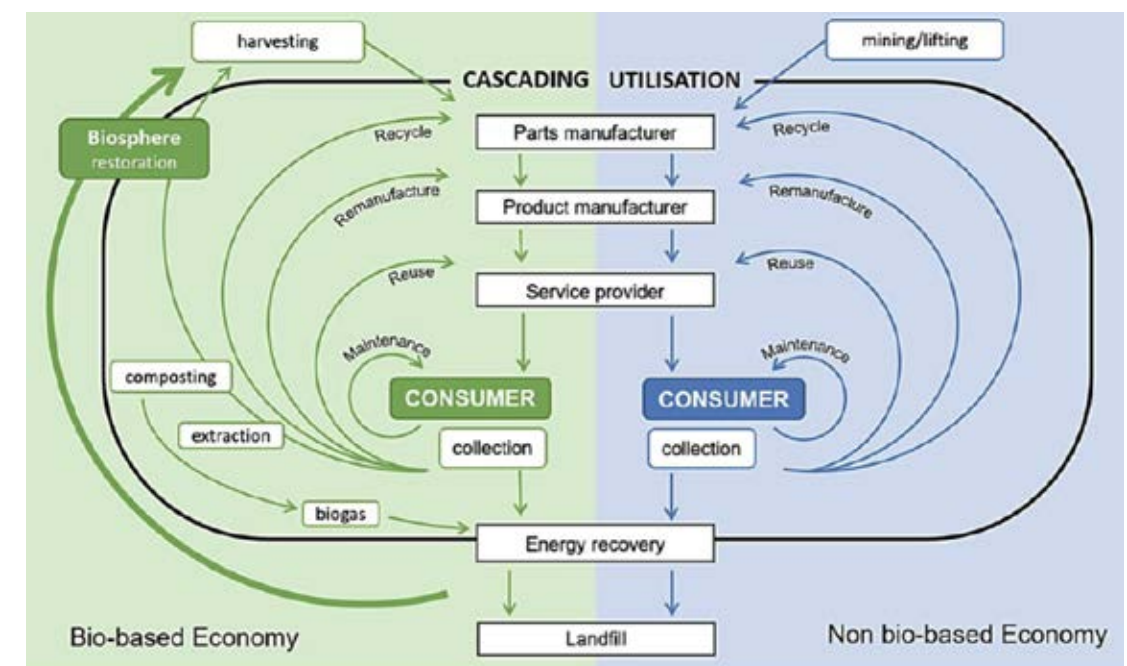 harvesting
mining/lifting
CASCADING UTILISATION
Biosphere
restoration
Recycle
Parts manufacturer
Recycle
Remanufacture
Product manufacturer
Remanufacture
Reuse
Service provider
Reuse
Maintenance
Maintenance
composting
CONSUMER
CONSUMER
extraction
collection
collection
biogas
Energy recovery
Bio-based Economy
Landfill
Non bio-based Economy